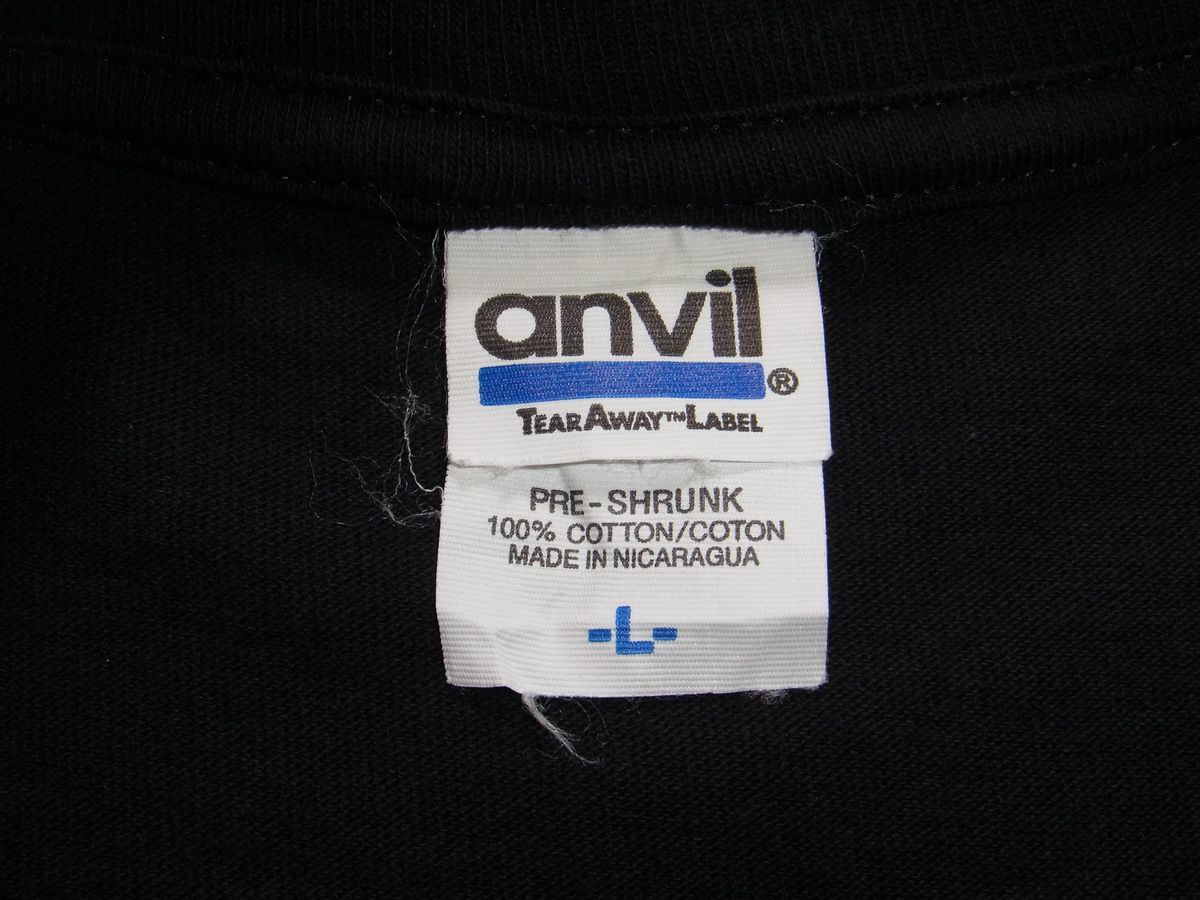 anvil®
TEARAWAY™LABEL
PRE-SHRUNK
100% COTTON/COTON
MADE IN NICARAGUA
-L-